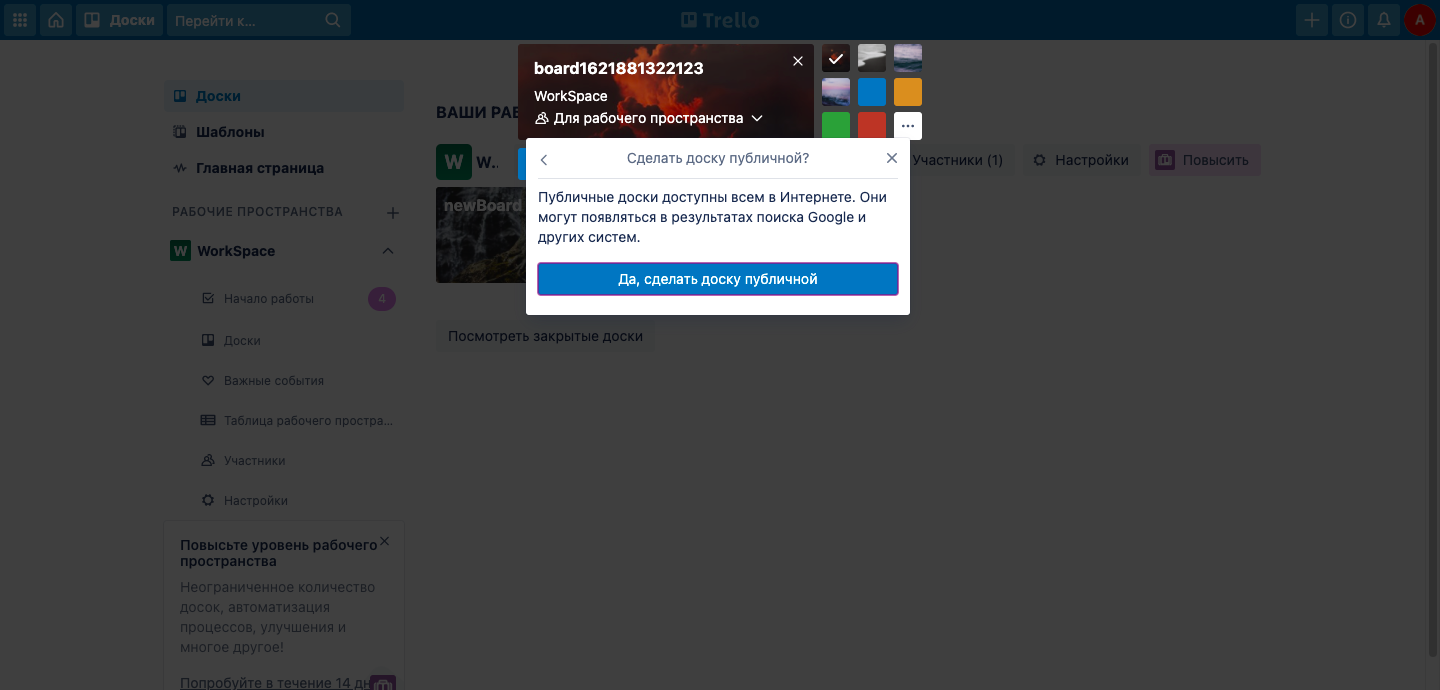 Доски
Перейти к...
Trello
A
board1621881322123
WorkSpace
Для рабочего пространства
Доски
Шаблоны
Главная страница
РАБОЧИЕ ПРОСТРАНСТВА
W WorkSpace
Начало работы 4
Доски
Важные события
Таблица рабочего простра...
Участники
Настройки
Повысьте уровень рабочего
пространства
Неограниченное количество
досок, автоматизация
процессов, улучшения и
многое другое!
Попробуйте в течение 14
ВАШИ
W W..
Участники (1)
Настройки
Повысить
newBoard
Сделать доску публичной?
Публичные доски доступны всем в Интернете. Они
могут появляться в результатах поиска Google и
других систем.
Да, сделать доску публичной
Посмотреть закрытые доски